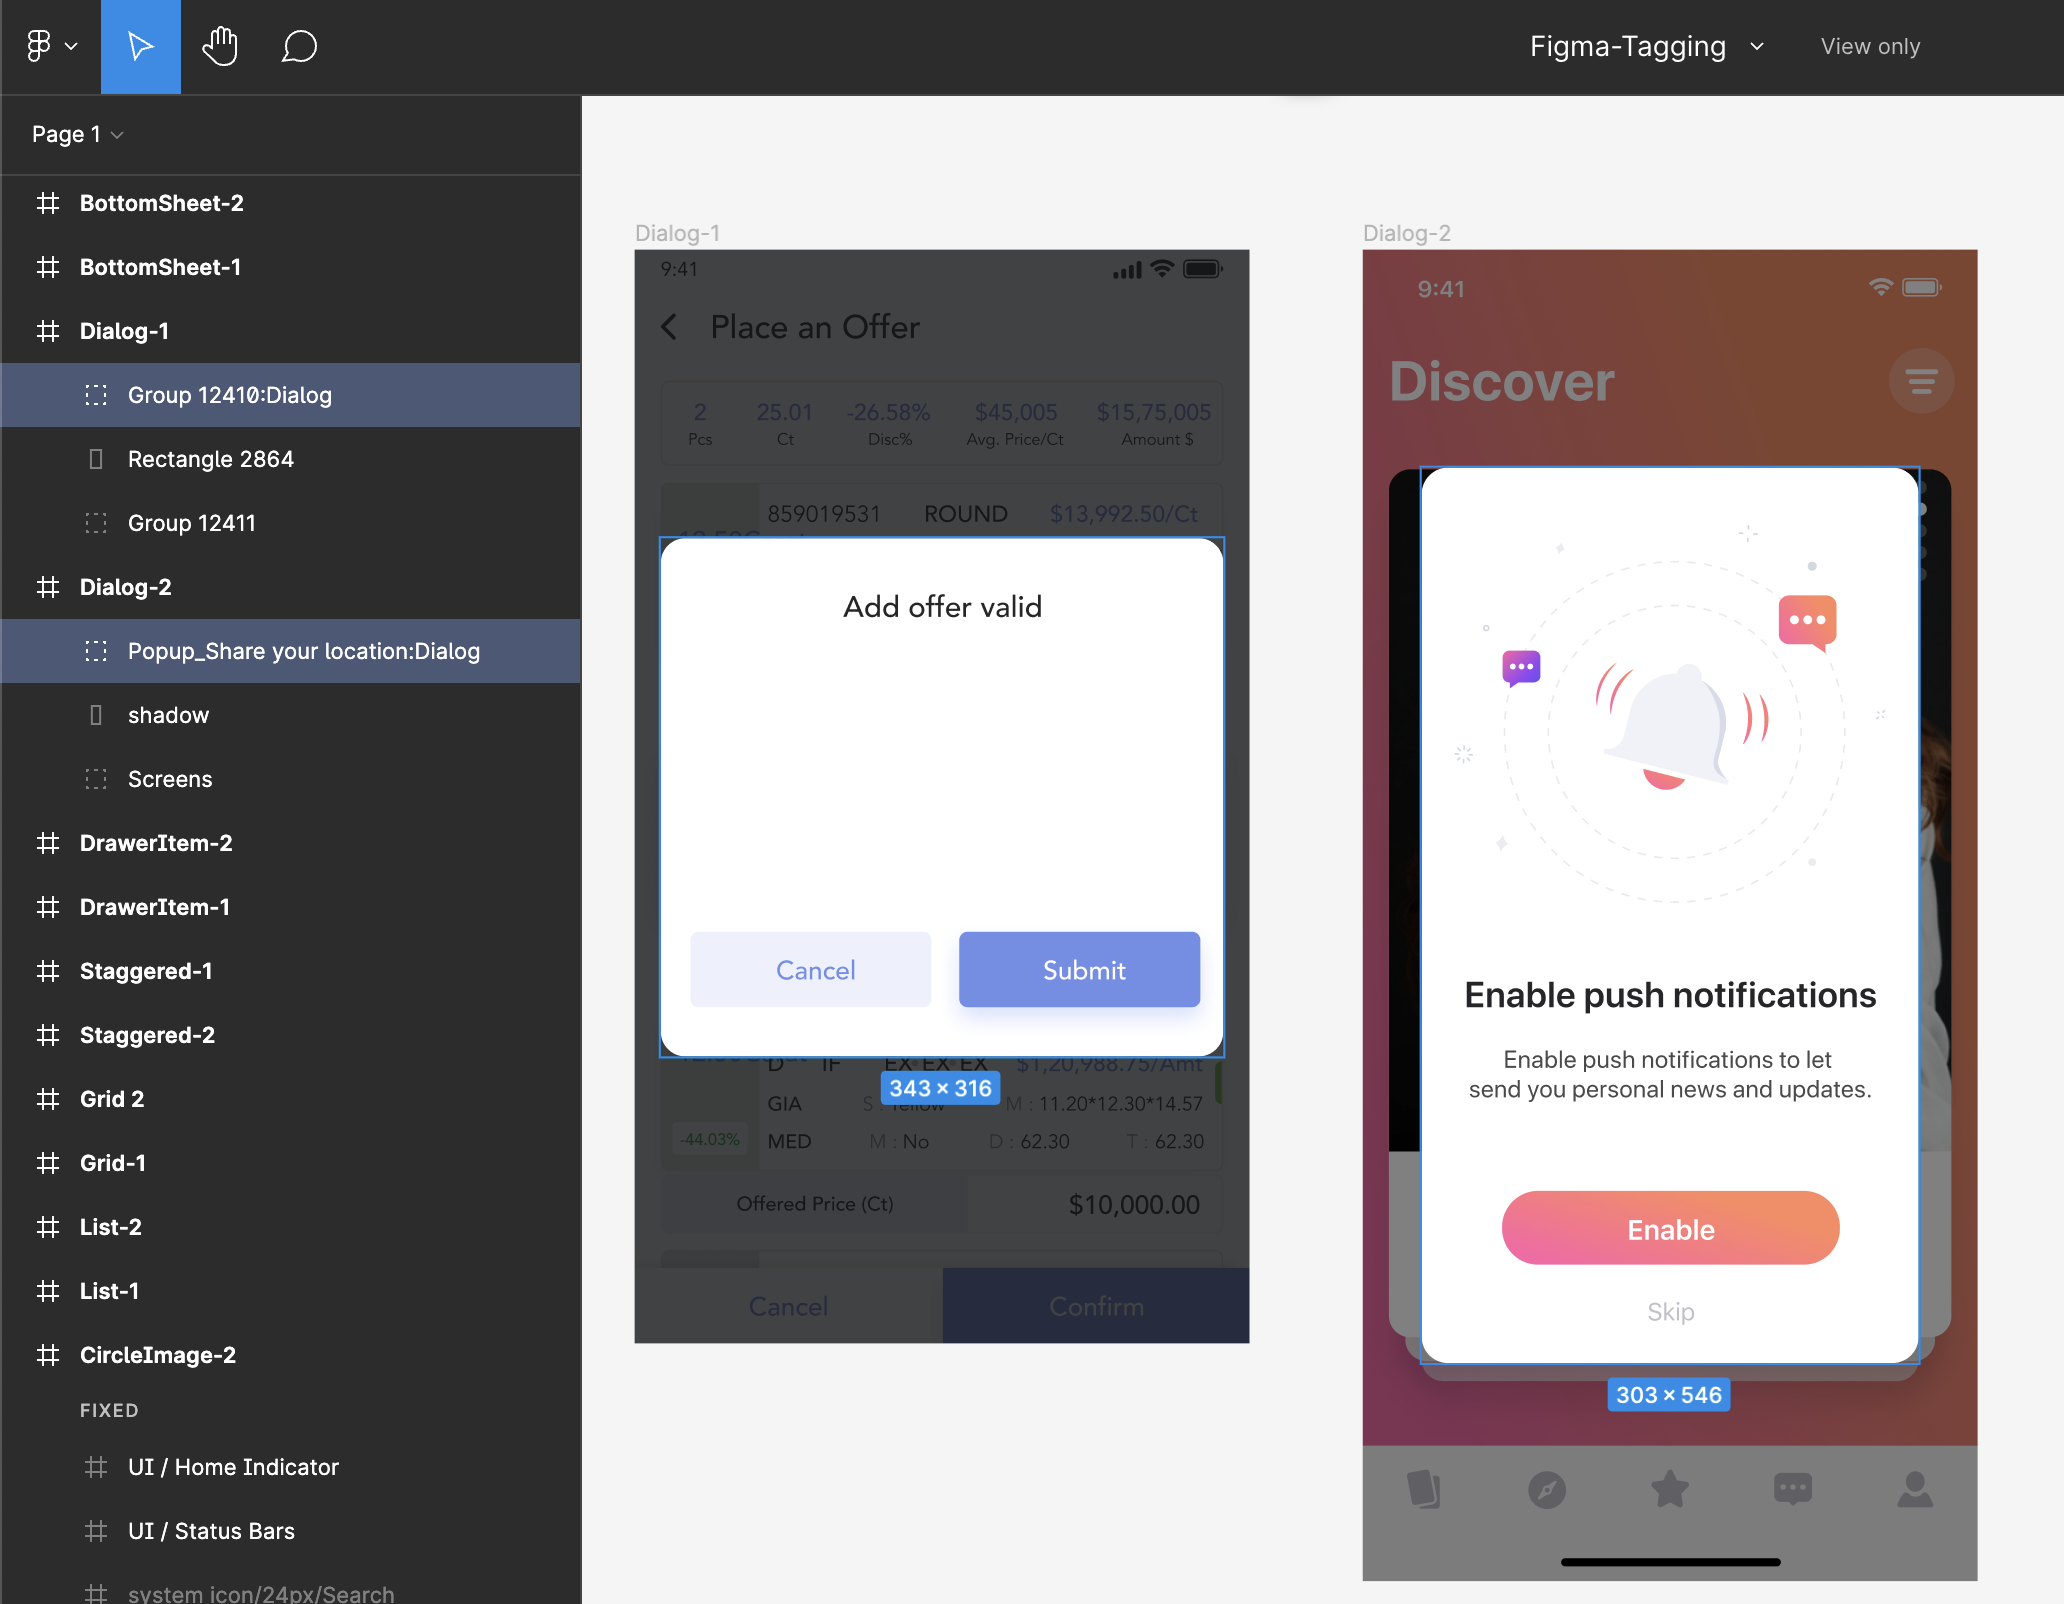 Figma-Tagging
View only
Page 1
BottomSheet-2
BottomSheet-1
Dialog-1
Group 12410:Dialog
Rectangle 2864
Group 12411
Dialog-2
Popup_Share your location:Dialog
shadow
Screens
DrawerItem-2
DrawerItem-1
Staggered-1
Staggered-2
Grid 2
Grid-1
List-2
List-1
CircleImage-2
FIXED
UI / Home Indicator
UI / Status Bars
system icon/24px/Search
Dialog-1
9:41
Place an Offer
2 25.01 -26.58% $45,005 $15,75,005
Pcs Ct Disc% Avg. Price/Ct Amount $
859019531 ROUND $13,992.50/Ct
Add offer valid
Cancel Submit
D IF EX-EX-EX $1,20,988.75/Amt
343 × 316
GIA S : Yellow M : 11.20*12.30*14.57
-44.03% MED M : No D : 62.30 T : 62.30
Offered Price (Ct) $10,000.00
Cancel Confirm
Dialog-2
9:41
Discover
Enable push notifications
Enable push notifications to let
send you personal news and updates.
Enable
Skip
303 × 546